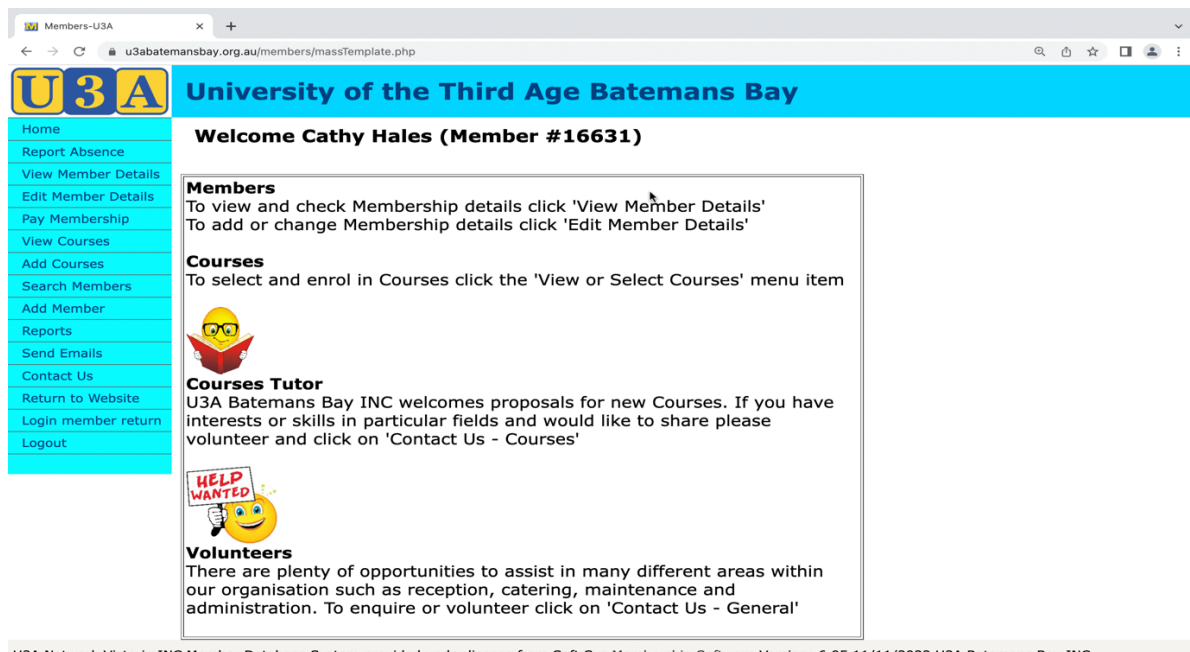 Members-U3A
u3abatemansbay.org.au/members/massTemplate.php
U3A
University of the Third Age Batemans Bay
Welcome Cathy Hales (Member #16631)
Home
Report Absence
View Member Details
Edit Member Details
Pay Membership
View Courses
Add Courses
Search Members
Add Member
Reports
Send Emails
Contact Us
Return to Website
Login member return
Logout
Members
To view and check Membership details click 'View Member Details'
To add or change Membership details click 'Edit Member Details'
Courses
To select and enrol in Courses click the 'View or Select Courses' menu item
Courses Tutor
U3A Batemans Bay INC welcomes proposals for new Courses. If you have
interests or skills in particular fields and would like to share please
volunteer and click on 'Contact Us - Courses'
HELP
WANTED
Volunteers
There are plenty of opportunities to assist in many different areas within
our organisation such as reception, catering, maintenance and
administration. To enquire or volunteer click on 'Contact Us - General'